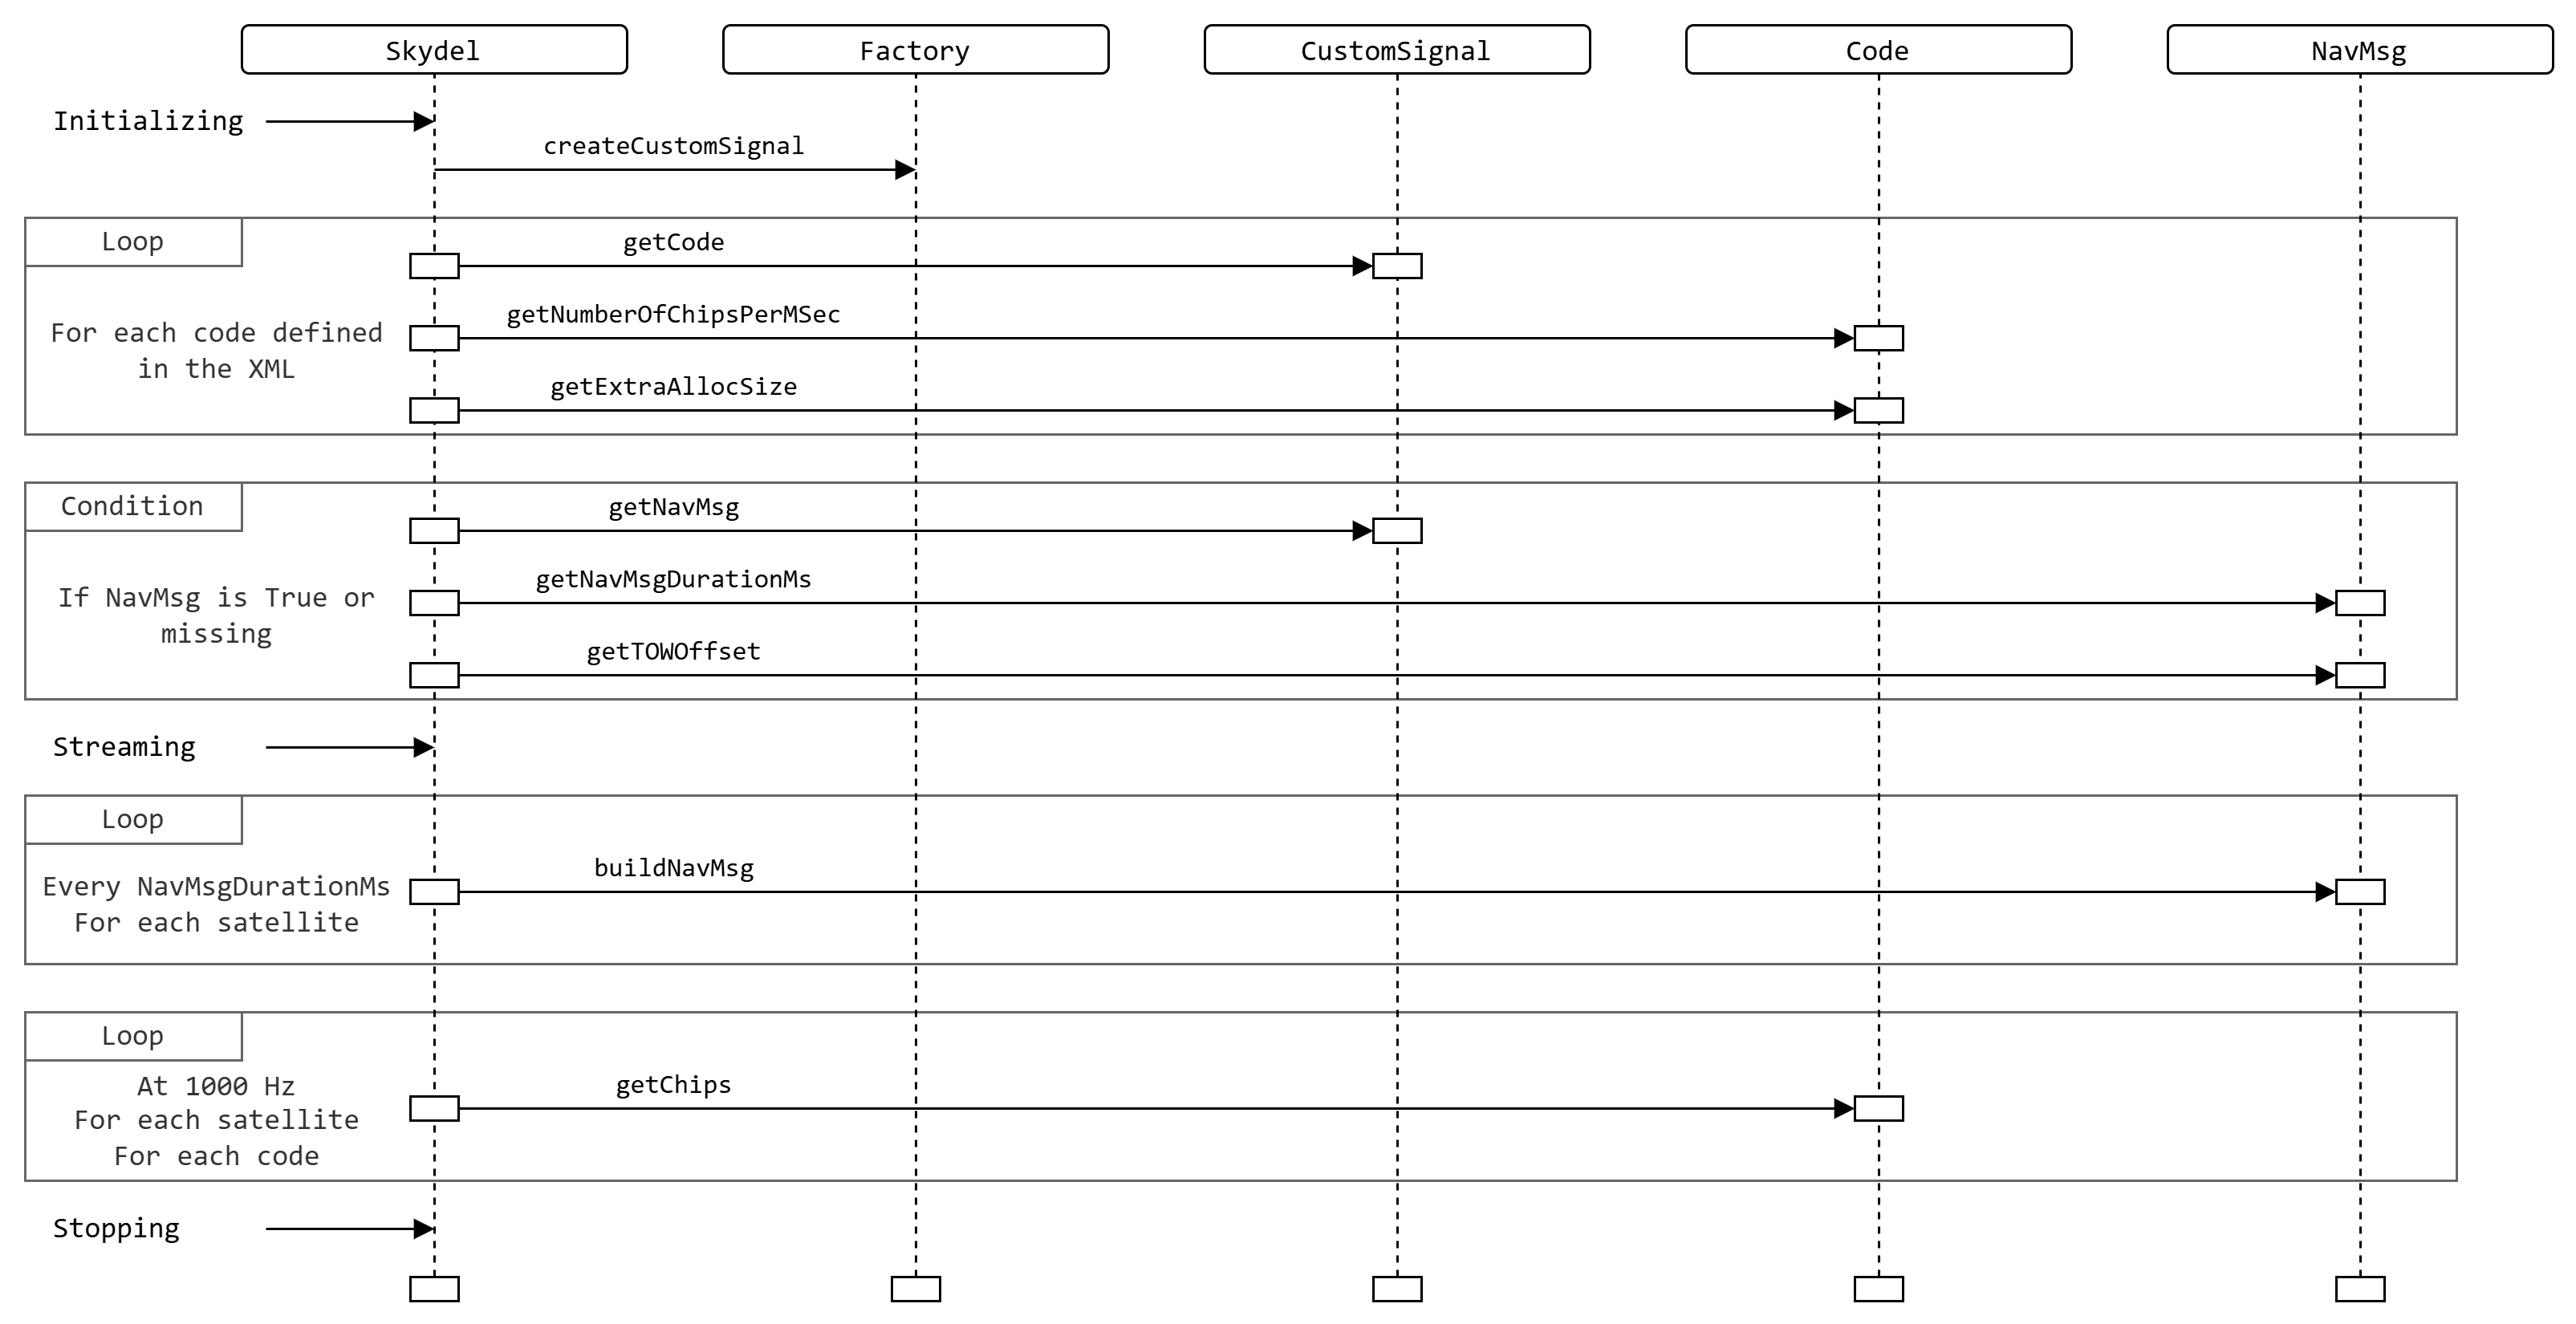 Skydel
Factory
CustomSignal
Code
NavMsg
Initializing
createCustomSignal
Loop
getCode
For each code defined
in the XML
getNumberOfChipsPerMSec
getExtraAllocSize
Condition
getNavMsg
If NavMsg is True or
missing
getNavMsgDurationMs
getTOWOffset
Streaming
Loop
Every NavMsgDurationMs
For each satellite
buildNavMsg
Loop
At 1000 Hz
For each satellite
For each code
getChips
Stopping